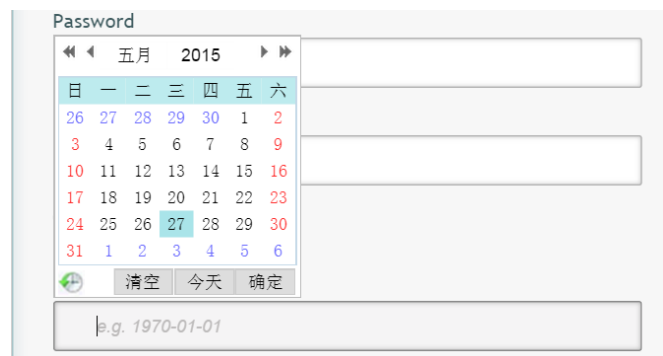 Password
五月 2015
日 一 二 三 四 五 六
26 27 28 29 30 1 2
3 4 5 6 7 8 9
10 11 12 13 14 15 16
17 18 19 20 21 22 23
24 25 26 27 28 29 30
31 1 2 3 4 5 6
清空 今天 确定
e.g. 1970-01-01